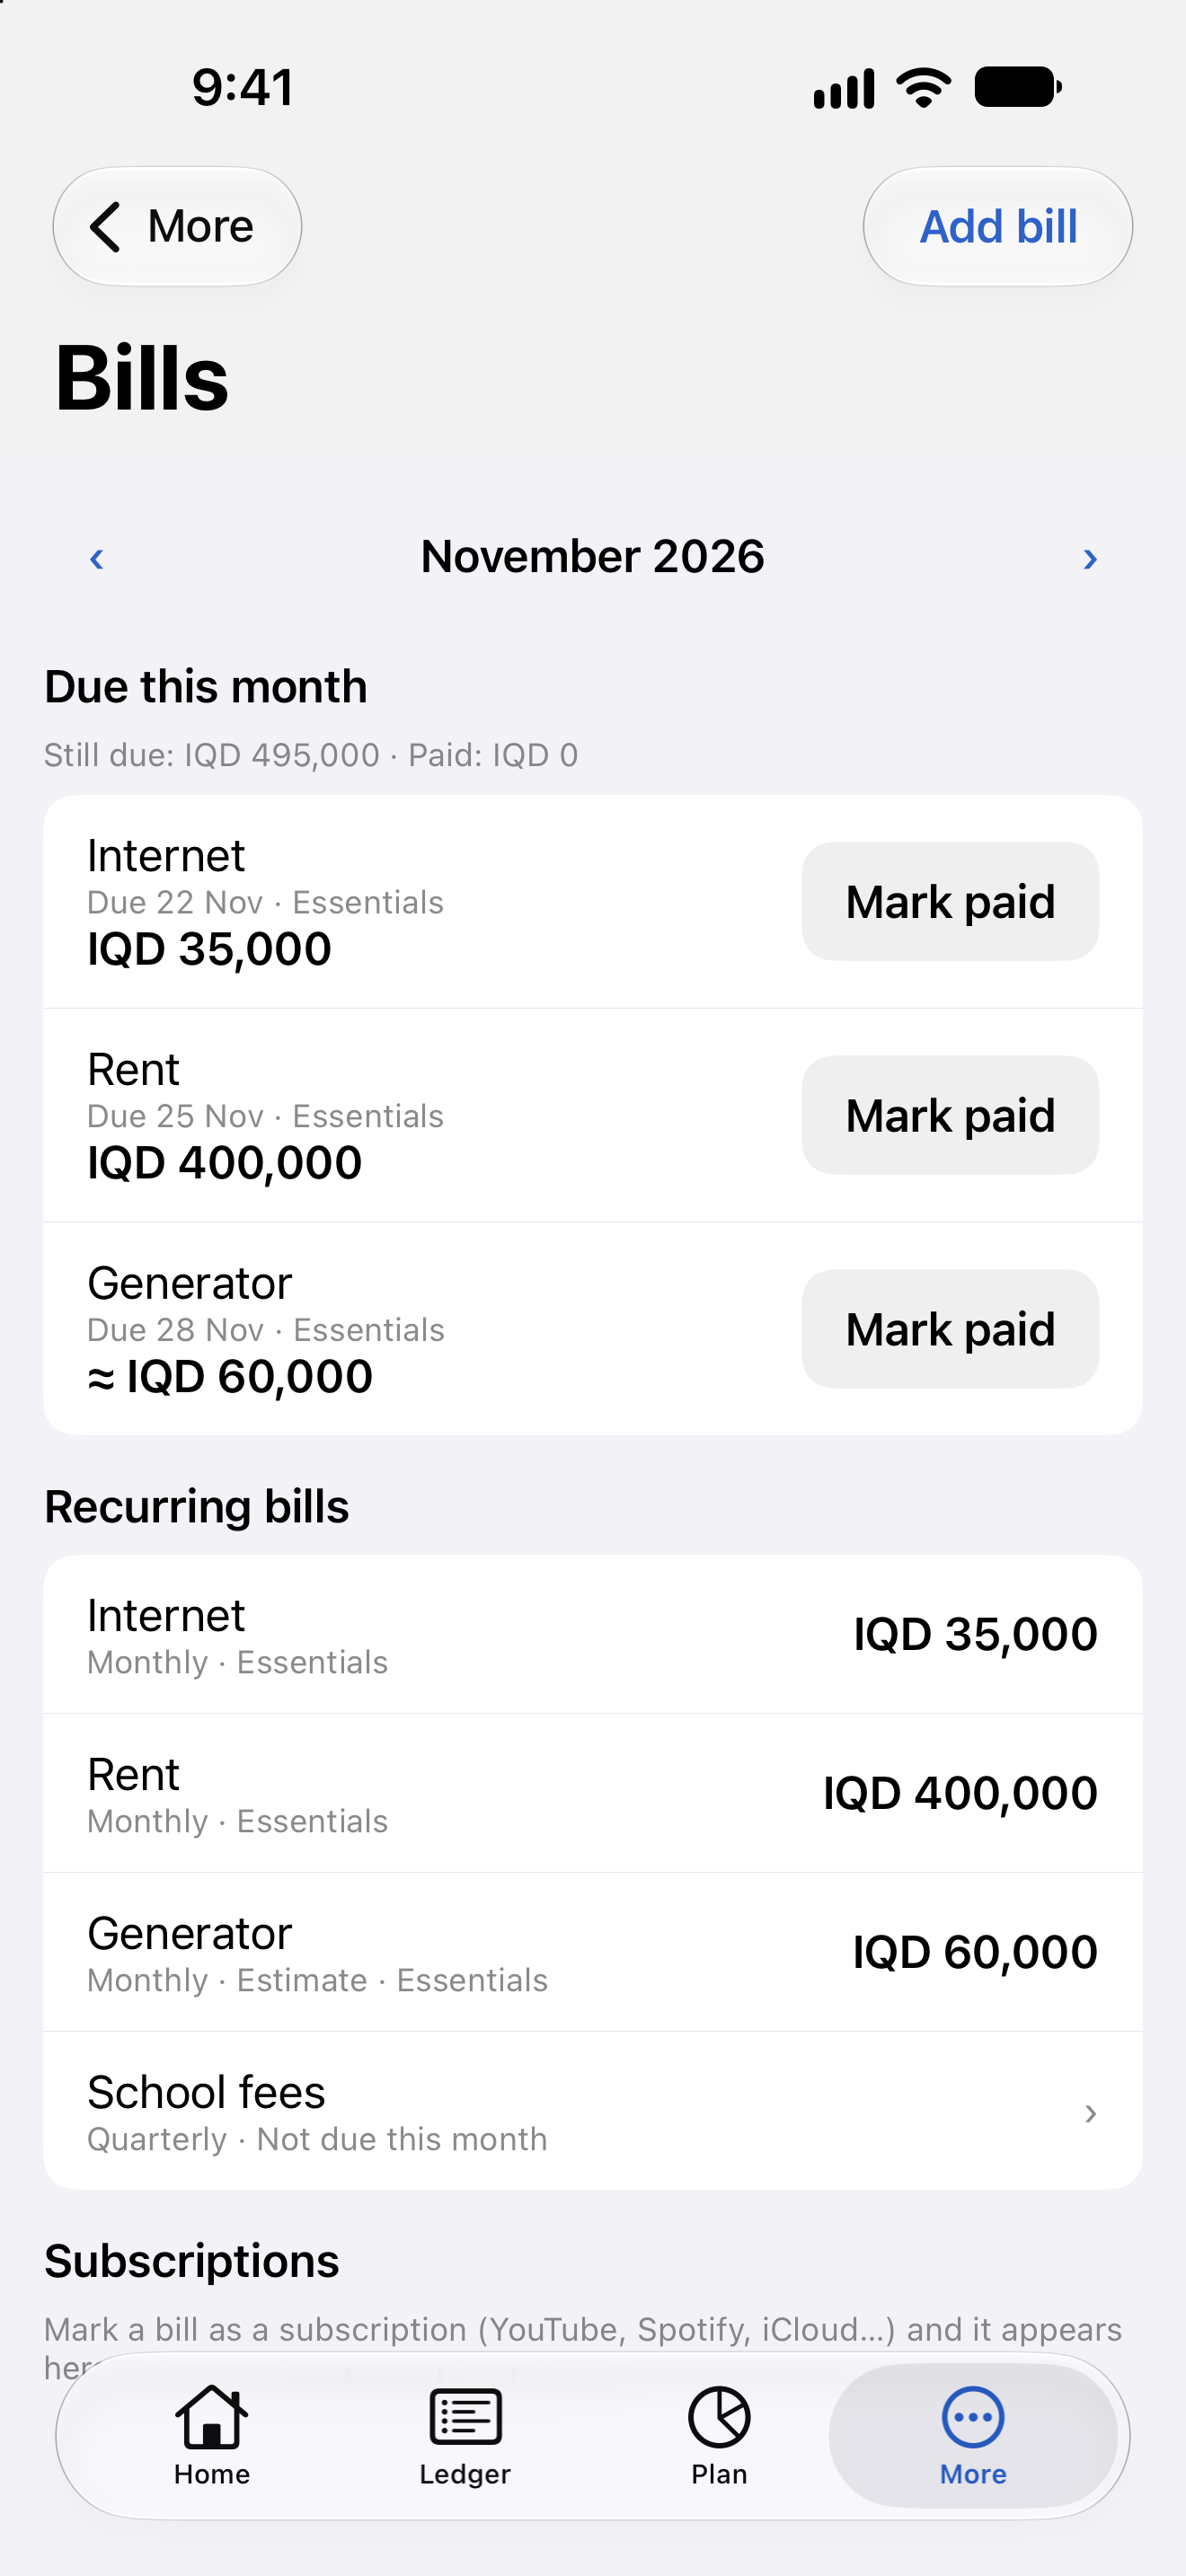 9:41
More
Add bill
Bills
‹
November 2026
›
Due this month
Still due: IQD 495,000 · Paid: IQD 0
Internet
Due 22 Nov · Essentials
IQD 35,000
Mark paid
Rent
Due 25 Nov · Essentials
IQD 400,000
Mark paid
Generator
Due 28 Nov · Essentials
≈ IQD 60,000
Mark paid
Recurring bills
Internet
Monthly · Essentials
IQD 35,000
Rent
Monthly · Essentials
IQD 400,000
Generator
Monthly · Estimate · Essentials
IQD 60,000
School fees
Quarterly · Not due this month
›
Subscriptions
Mark a bill as a subscription (YouTube, Spotify, iCloud…) and it appears
Home
Ledger
Plan
More